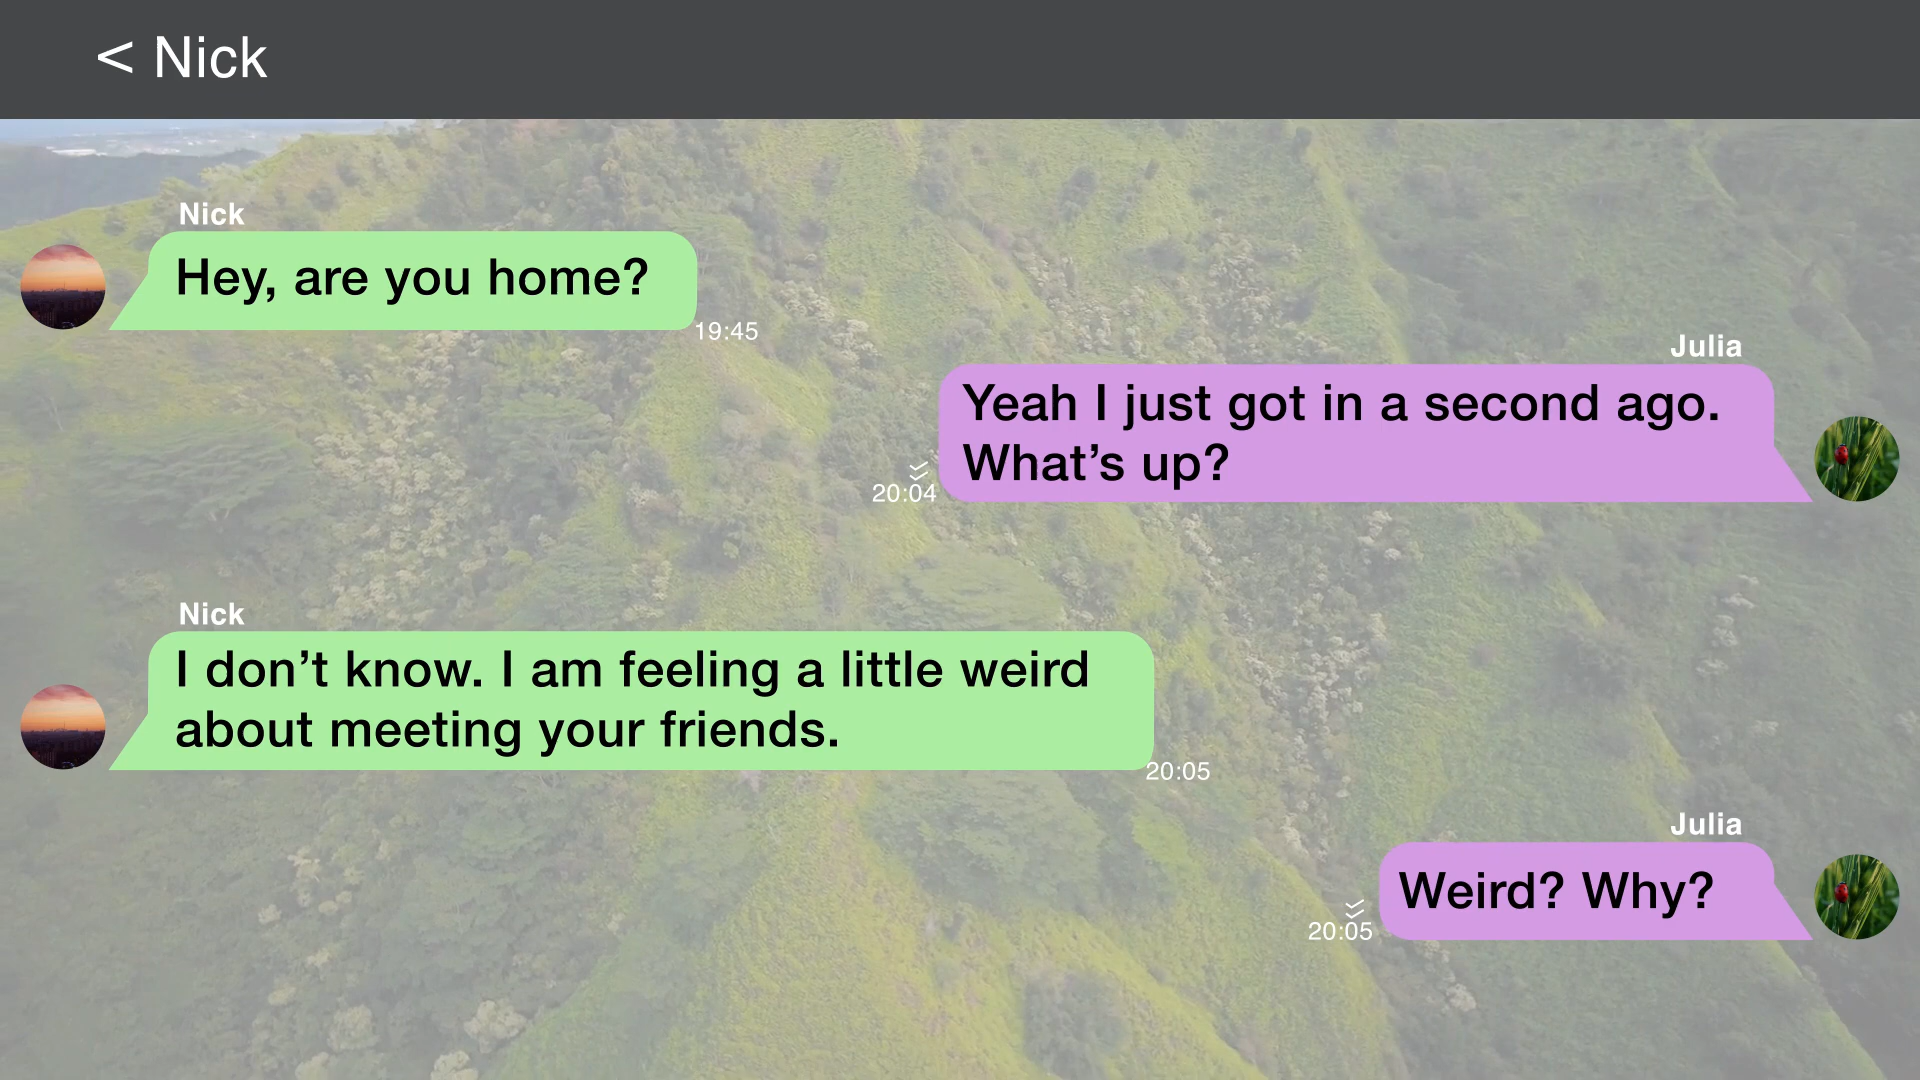 < Nick
Nick
Hey, are you home?
19:45
Julia
Yeah I just got in a second ago.
What’s up?
20:04
Nick
I don’t know. I am feeling a little weird
about meeting your friends.
20:05
Julia
Weird? Why?
20:05